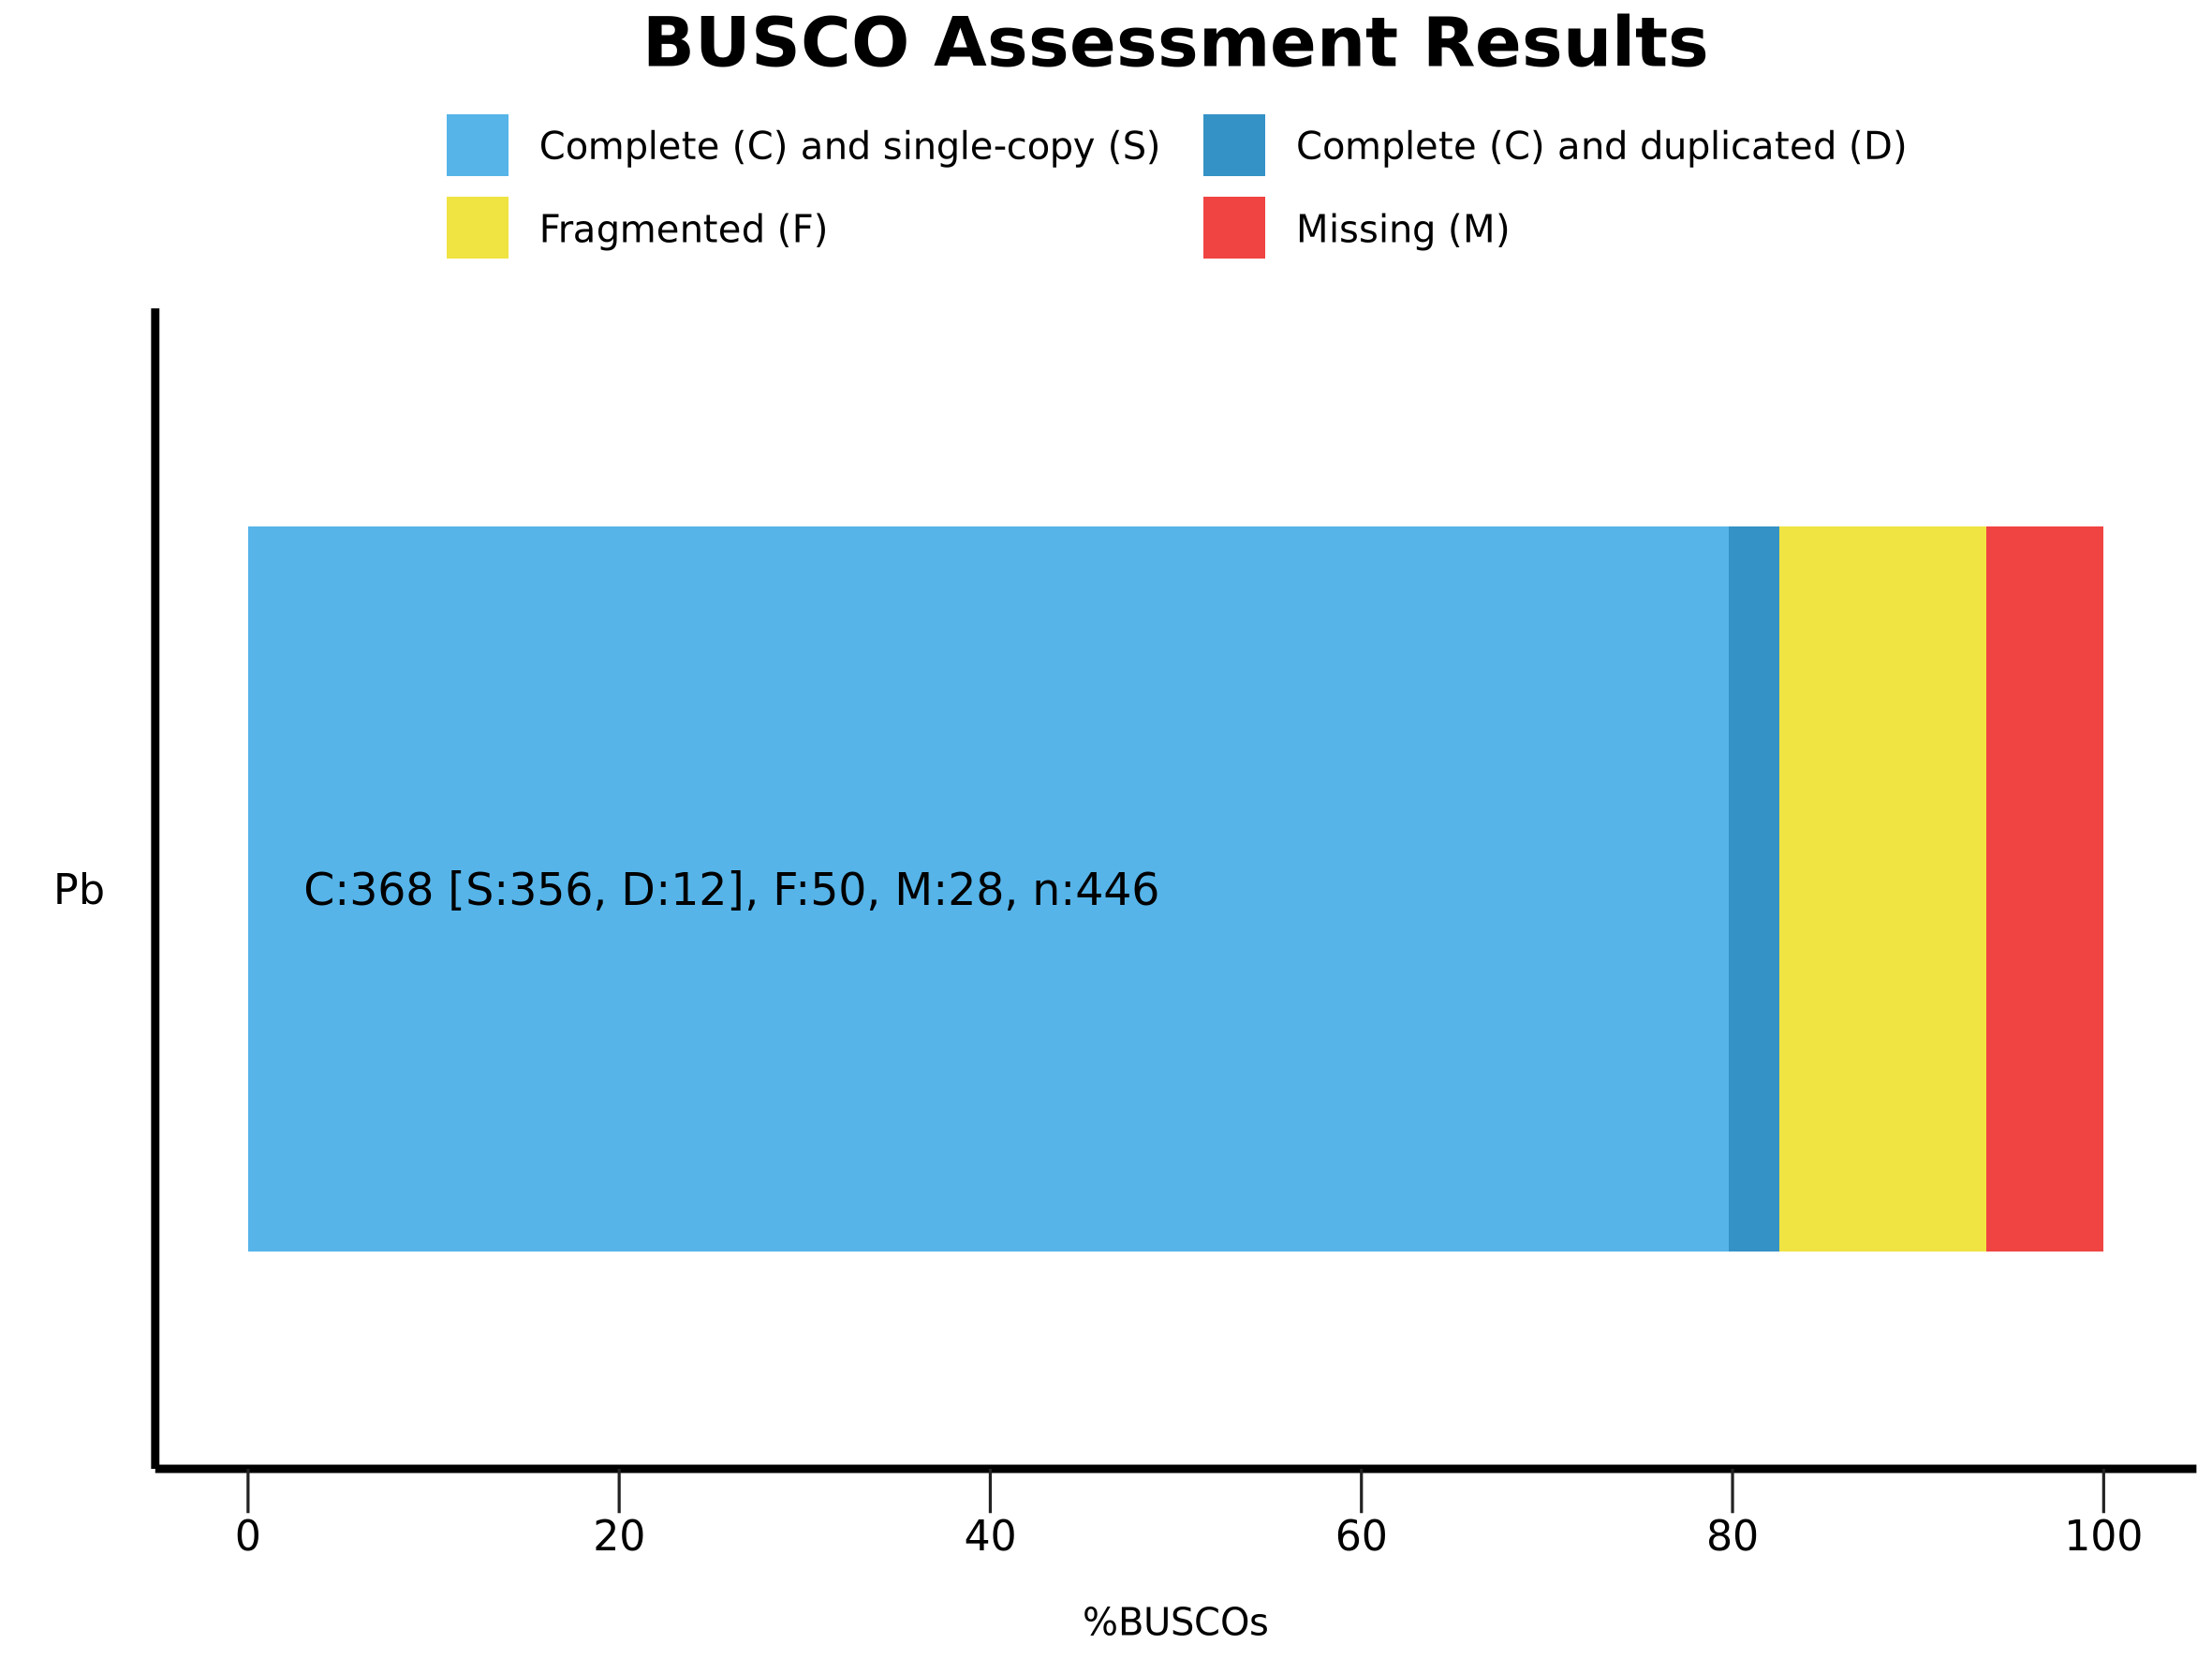 BUSCO Assessment Results
Complete (C) and single-copy (S)
Complete (C) and duplicated (D)
Fragmented (F)
Missing (M)
Pb
C:368 [S:356, D:12], F:50, M:28, n:446
0
20
40
60
80
100
%BUSCOs